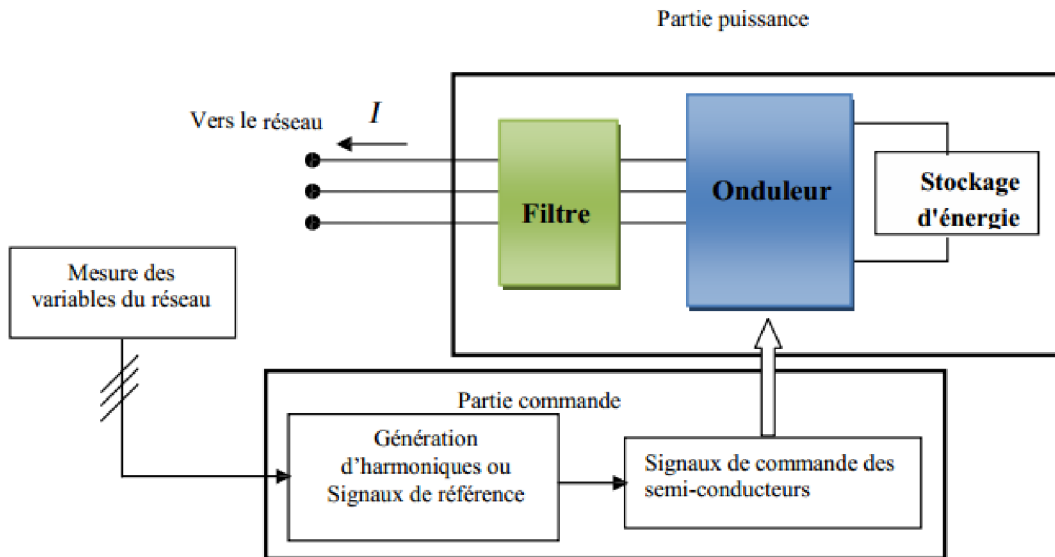 Partie puissance
Vers le réseau
I
Filtre
Onduleur
Stockage
d'énergie
Mesure des
variables du réseau
Partie commande
Génération
d'harmoniques ou
Signaux de référence
Signaux de commande des
semi-conducteurs